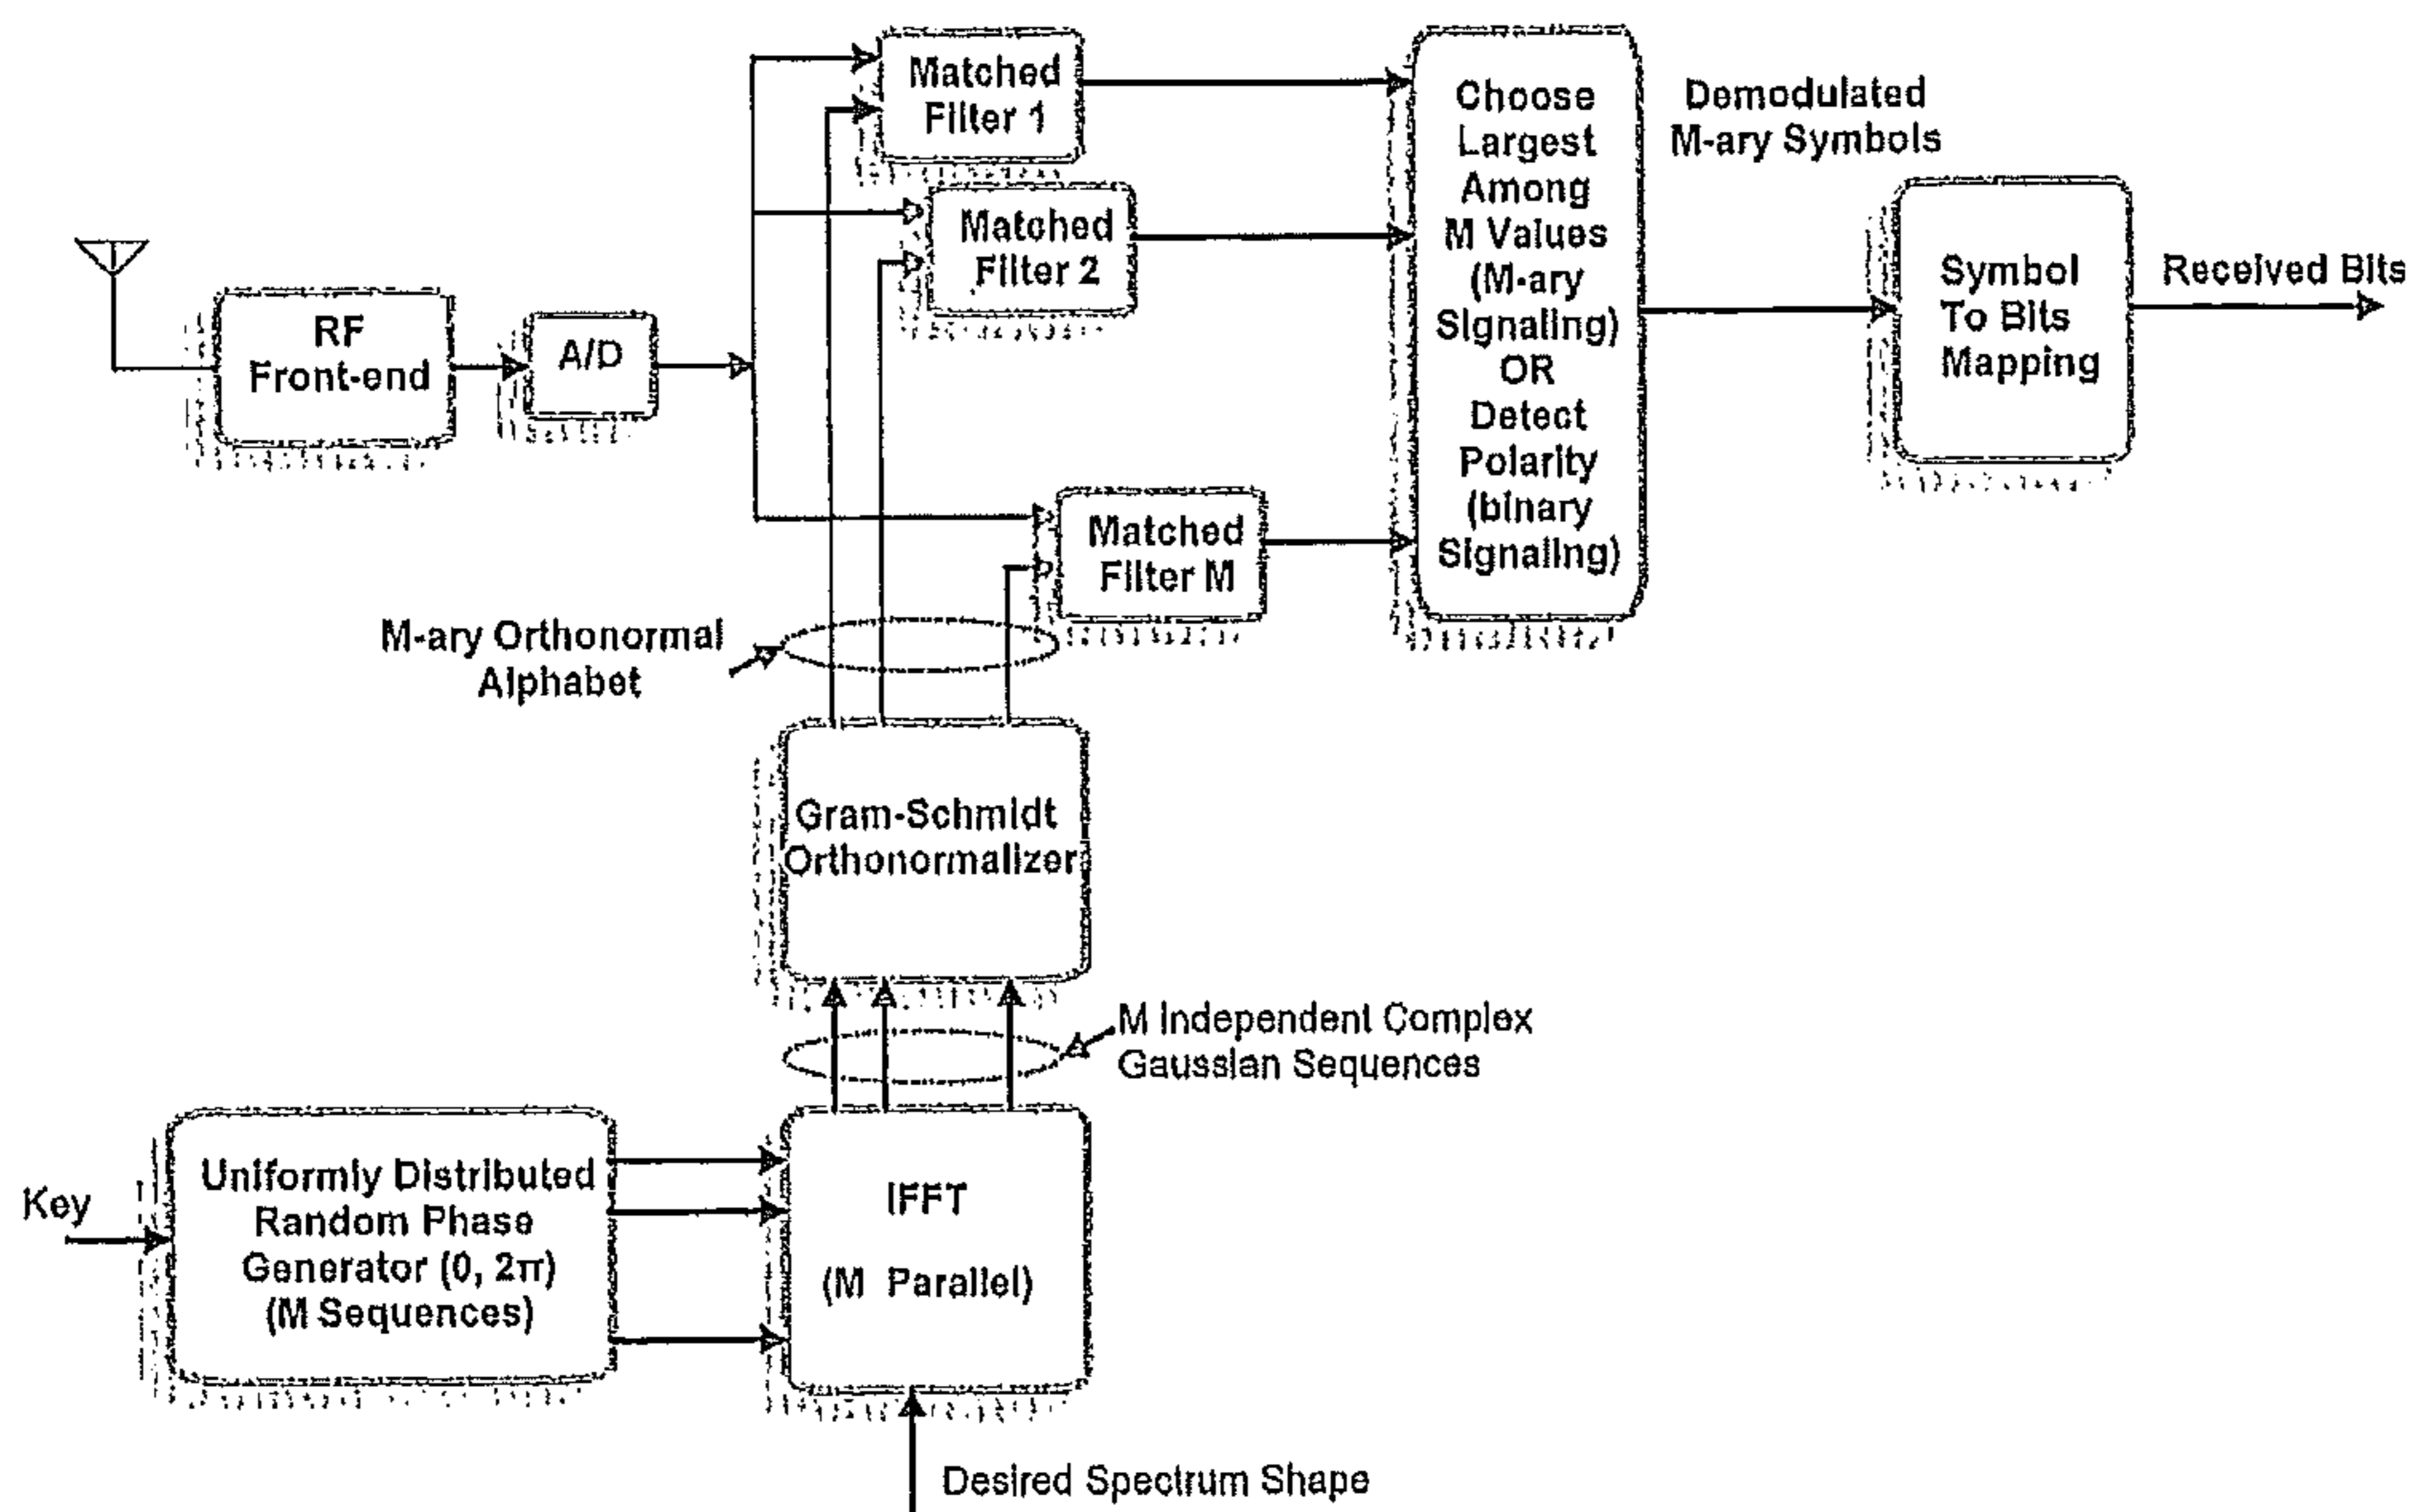 Matched
Filter 1
Choose
Largest
Among
M Values
(M-ary
Signaling)
OR
Detect
Polarity
(binary
Signaling)
Demodulated
M-ary Symbols
Matched
Filter 2
Symbol
To Bits
Mapping
Received Bits
RF
Front-end
A/D
Matched
Filter M
M-ary Orthonormal
Alphabet
Gram-Schmidt
Orthonormalizer
M Independent Complex
Gaussian Sequences
Key
Uniformly Distributed
Random Phase
Generator (0, 2π)
(M Sequences)
IFFT
(M Parallel)
Desired Spectrum Shape